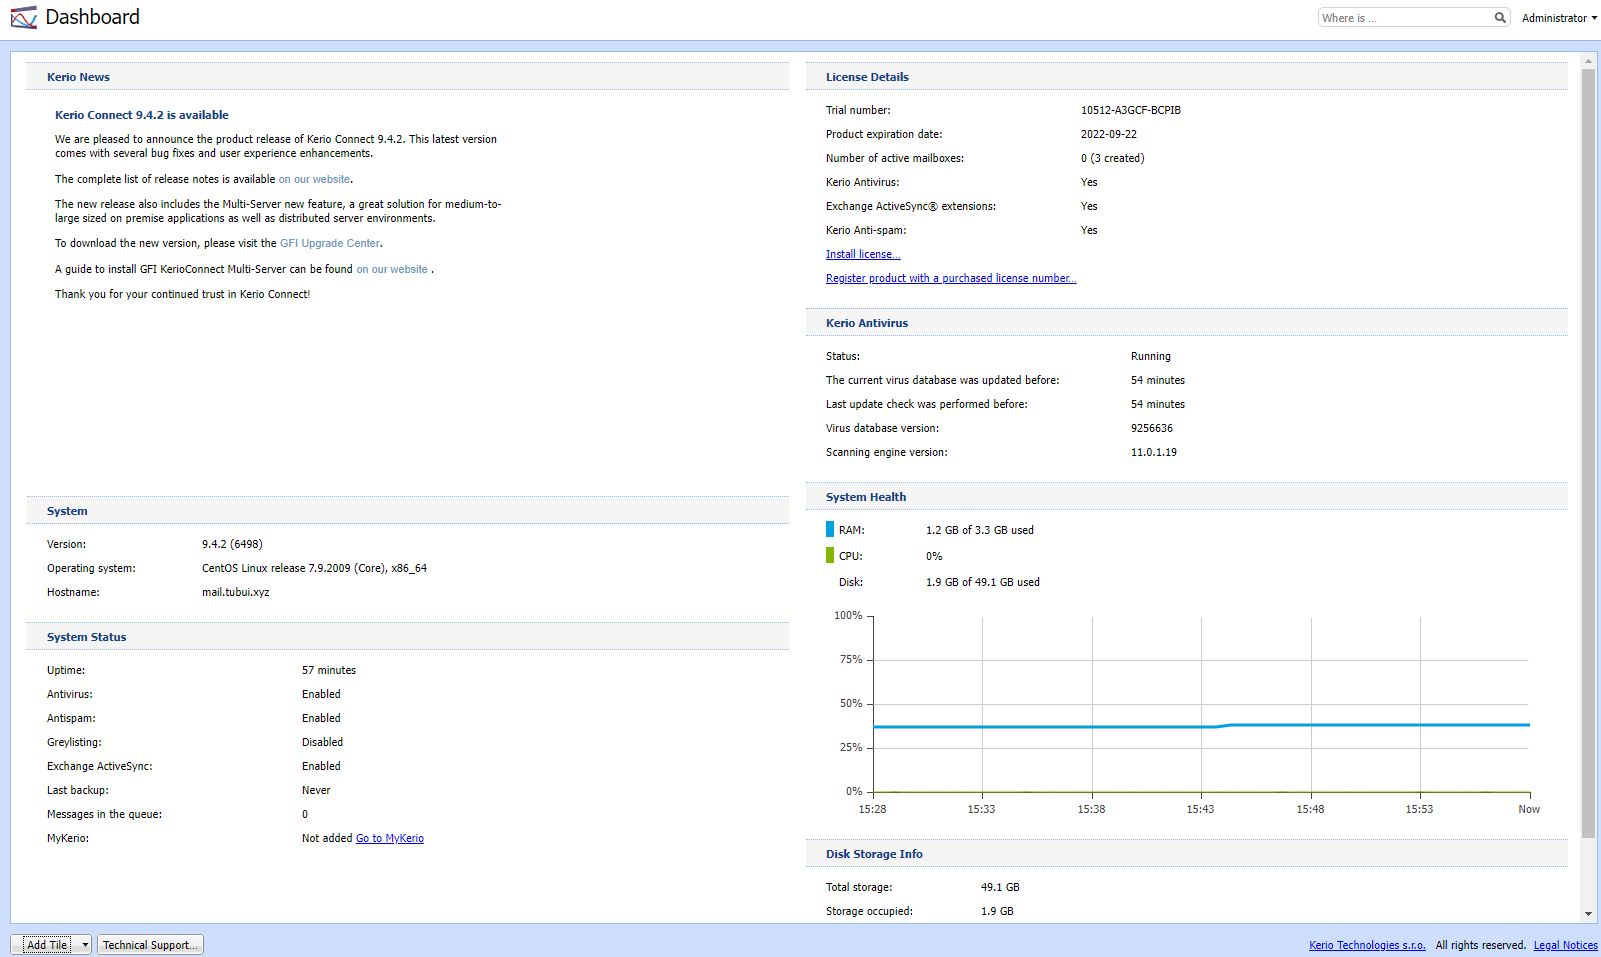 Dashboard
Where is ...
Administrator
Kerio News
Kerio Connect 9.4.2 is available
We are pleased to announce the product release of Kerio Connect 9.4.2. This latest version
comes with several bug fixes and user experience enhancements.
The complete list of release notes is available on our website.
The new release also includes the Multi-Server new feature, a great solution for medium-to-
large sized on premise applications as well as distributed server environments.
To download the new version, please visit the GFI Upgrade Center.
A guide to install GFI KerioConnect Multi-Server can be found on our website .
Thank you for your continued trust in Kerio Connect!
System
Version: 9.4.2 (6498)
Operating system: CentOS Linux release 7.9.2009 (Core), x86_64
Hostname: mail.tubui.xyz
System Status
Uptime: 57 minutes
Antivirus: Enabled
Antispam: Enabled
Greylisting: Disabled
Exchange ActiveSync: Enabled
Last backup: Never
Messages in the queue: 0
MyKerio: Not added Go to MyKerio
License Details
Trial number: 10512-A3GCF-BCPIB
Product expiration date: 2022-09-22
Number of active mailboxes: 0 (3 created)
Kerio Antivirus: Yes
Exchange ActiveSync® extensions: Yes
Kerio Anti-spam: Yes
Install license...
Register product with a purchased license number...
Kerio Antivirus
Status: Running
The current virus database was updated before: 54 minutes
Last update check was performed before: 54 minutes
Virus database version: 9256636
Scanning engine version: 11.0.1.19
System Health
RAM: 1.2 GB of 3.3 GB used
CPU: 0%
Disk: 1.9 GB of 49.1 GB used
100%
75%
50%
25%
0%
15:28 15:33 15:38 15:43 15:48 15:53 Now
Disk Storage Info
Total storage: 49.1 GB
Storage occupied: 1.9 GB
Add Tile
Technical Support...
Kerio Technologies s.r.o. All rights reserved. Legal Notices